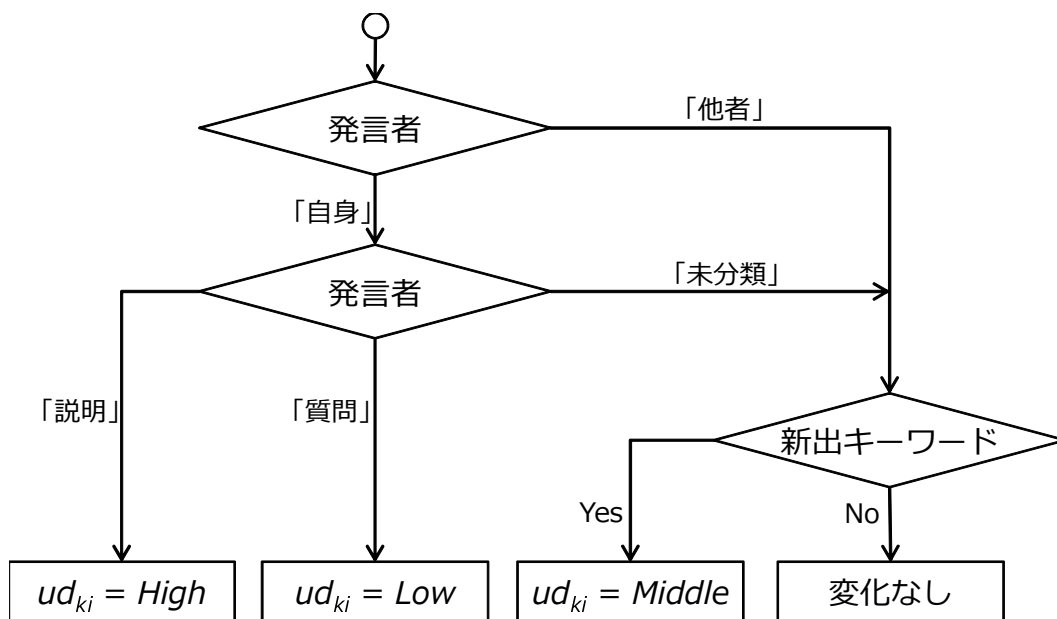 発言者
「他者」
「自身」
発言者
「未分類」
「説明」
「質問」
新出キーワード
Yes
No
ud_ki = High
ud_ki = Low
ud_ki = Middle
変化なし